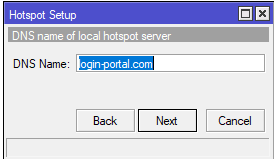 Hotspot Setup
DNS name of local hotspot server
DNS Name: login-portal.com
Back Next Cancel